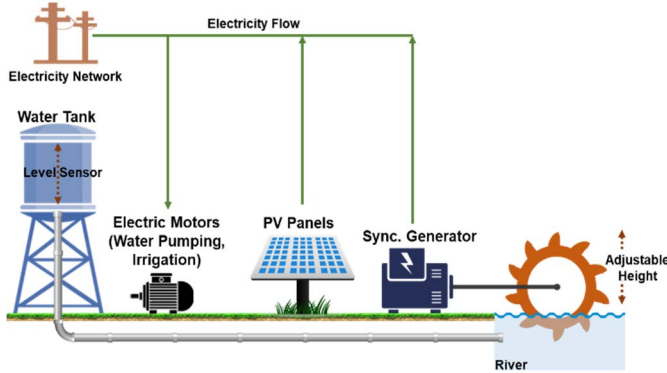 Electricity Flow
Electricity Network
Water Tank
Level Sensor
Electric Motors
(Water Pumping,
Irrigation)
PV Panels
Sync. Generator
Adjustable
Height
River